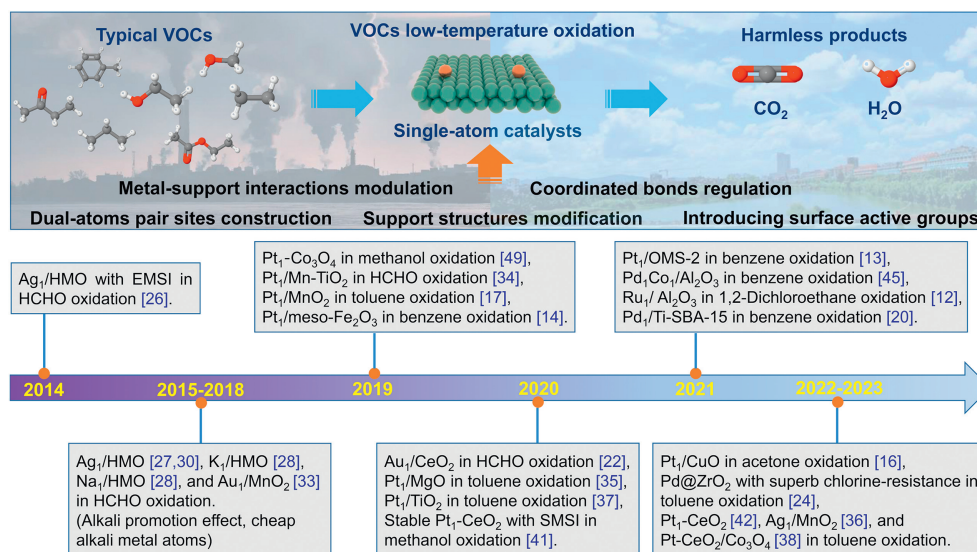 Typical VOCs
VOCs low-temperature oxidation
Harmless products
CO₂
H₂O
Single-atom catalysts
Metal-support interactions modulation
Coordinated bonds regulation
Dual-atoms pair sites construction
Support structures modification
Introducing surface active groups
Ag₁/HMO with EMSI in
HCHO oxidation [26].
Pt₁-Co₃O₄ in methanol oxidation [49],
Pt₁/Mn-TiO₂ in HCHO oxidation [34],
Pt₁/MnO₂ in toluene oxidation [17],
Pt₁/meso-Fe₂O₃ in benzene oxidation [14].
Pt₁/OMS-2 in benzene oxidation [13],
Pd₁Co₁/Al₂O₃ in benzene oxidation [45],
Ru₁/ Al₂O₃ in 1,2-Dichloroethane oxidation [12],
Pd₁/Ti-SBA-15 in benzene oxidation [20].
2014
2015-2018
2019
2020
2021
2022-2023
Ag₁/HMO [27,30], K₁/HMO [28],
Na₁/HMO [28], and Au₁/MnO₂ [33]
in HCHO oxidation.
(Alkali promotion effect, cheap
alkali metal atoms)
Au₁/CeO₂ in HCHO oxidation [22],
Pt₁/MgO in toluene oxidation [35],
Pt₁/TiO₂ in toluene oxidation [37],
Stable Pt₁-CeO₂ with SMSI in
methanol oxidation [41].
Pt₁/CuO in acetone oxidation [16],
Pd@ZrO₂ with superb chlorine-resistance in
toluene oxidation [24],
Pt₁-CeO₂ [42], Ag₁/MnO₂ [36], and
Pt-CeO₂/Co₃O₄ [38] in toluene oxidation.